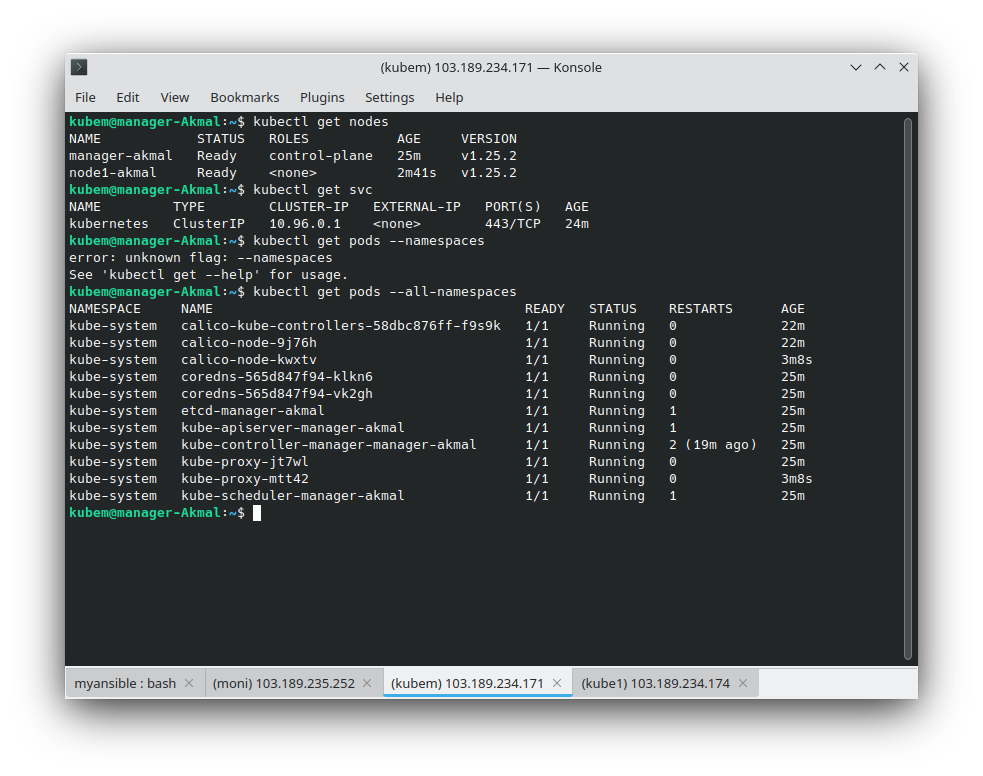 (kubem) 103.189.234.171 — Konsole
File Edit View Bookmarks Plugins Settings Help
kubem@manager-Akmal:~$ kubectl get nodes
NAME STATUS ROLES AGE VERSION
manager-akmal Ready control-plane 25m v1.25.2
node1-akmal Ready <none> 2m41s v1.25.2
kubem@manager-Akmal:~$ kubectl get svc
NAME TYPE CLUSTER-IP EXTERNAL-IP PORT(S) AGE
kubernetes ClusterIP 10.96.0.1 <none> 443/TCP 24m
kubem@manager-Akmal:~$ kubectl get pods --namespaces
error: unknown flag: --namespaces
See 'kubectl get --help' for usage.
kubem@manager-Akmal:~$ kubectl get pods --all-namespaces
NAMESPACE NAME READY STATUS RESTARTS AGE
kube-system calico-kube-controllers-58dbc876ff-f9s9k 1/1 Running 0 22m
kube-system calico-node-9j76h 1/1 Running 0 22m
kube-system calico-node-kwxtv 1/1 Running 0 3m8s
kube-system coredns-565d847f94-klkn6 1/1 Running 0 25m
kube-system coredns-565d847f94-vk2gh 1/1 Running 0 25m
kube-system etcd-manager-akmal 1/1 Running 1 25m
kube-system kube-apiserver-manager-akmal 1/1 Running 1 25m
kube-system kube-controller-manager-manager-akmal 1/1 Running 2 (19m ago) 25m
kube-system kube-proxy-jt7wl 1/1 Running 0 25m
kube-system kube-proxy-mtt42 1/1 Running 0 3m8s
kube-system kube-scheduler-manager-akmal 1/1 Running 1 25m
kubem@manager-Akmal:~$
myansible : bash (moni) 103.189.235.252 (kubem) 103.189.234.171 (kube1) 103.189.234.174